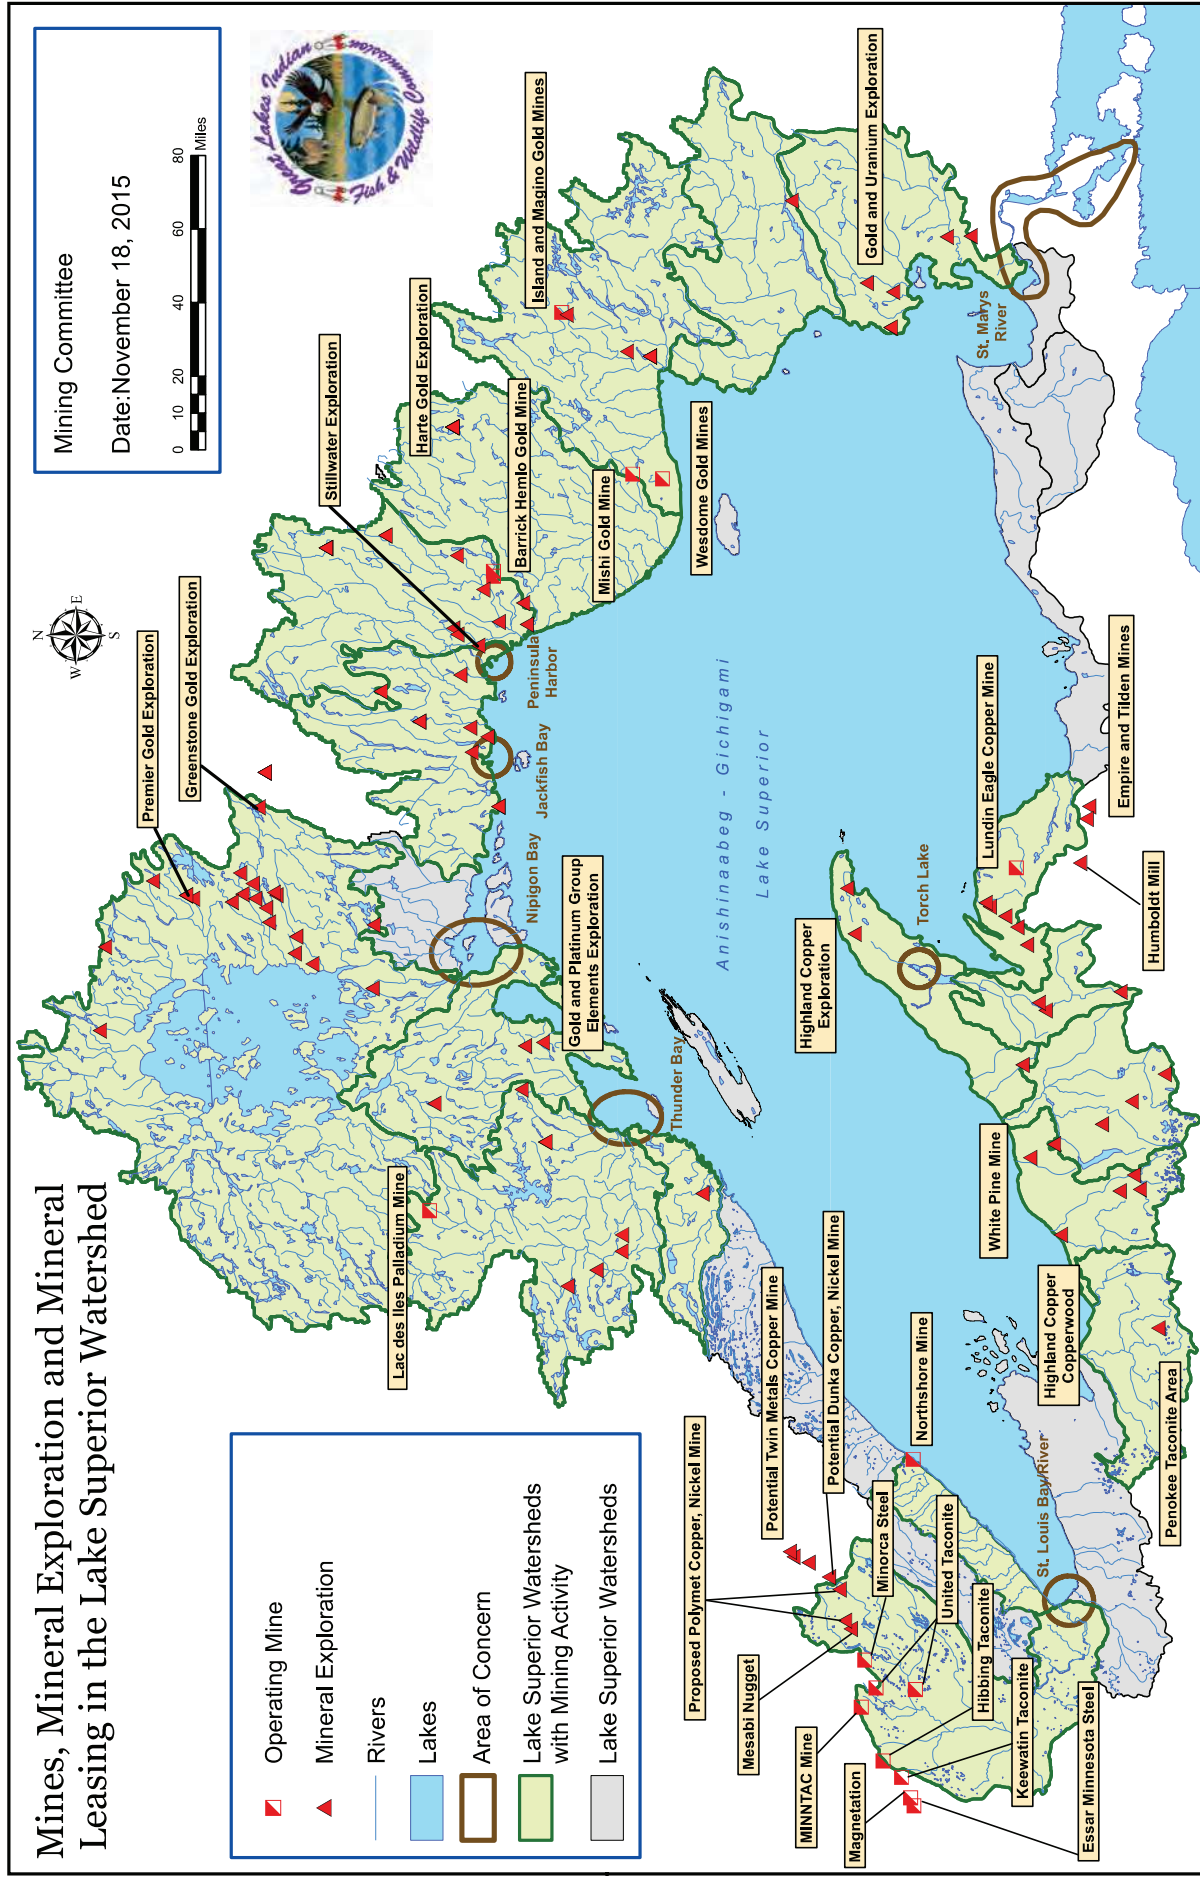 Mines, Mineral Exploration and Mineral
Leasing in the Lake Superior Watershed
Mining Committee
Date:November 18, 2015
0
10
20
40
60
80
Miles
Great Lakes Indian
Fish & Wildlife Commission
N
W
E
S
Operating Mine
Mineral Exploration
Rivers
Lakes
Area of Concern
Lake Superior Watersheds
with Mining Activity
Lake Superior Watersheds
Premier Gold Exploration
Greenstone Gold Exploration
Stillwater Exploration
Harte Gold Exploration
Island and Magino Gold Mines
Barrick Hemlo Gold Mine
Mishi Gold Mine
Wesdome Gold Mines
Gold and Uranium Exploration
St. Marys
River
Peninsula
Harbor
Jackfish Bay
Nipigon Bay
Gold and Platinum Group
Elements Exploration
Thunder Bay
Lac des Iles Palladium Mine
Anishinaabeg - Gichigami
Lake Superior
Highland Copper
Exploration
Torch Lake
Lundin Eagle Copper Mine
Empire and Tilden Mines
Humboldt Mill
White Pine Mine
Highland Copper
Copperwood
Penokee Taconite Area
St. Louis Bay/River
Northshore Mine
Potential Dunka Copper, Nickel Mine
Potential Twin Metals Copper Mine
Proposed Polymet Copper, Nickel Mine
Mesabi Nugget
Minorca Steel
United Taconite
MINNTAC Mine
Magnetation
Hibbing Taconite
Keewatin Taconite
Essar Minnesota Steel